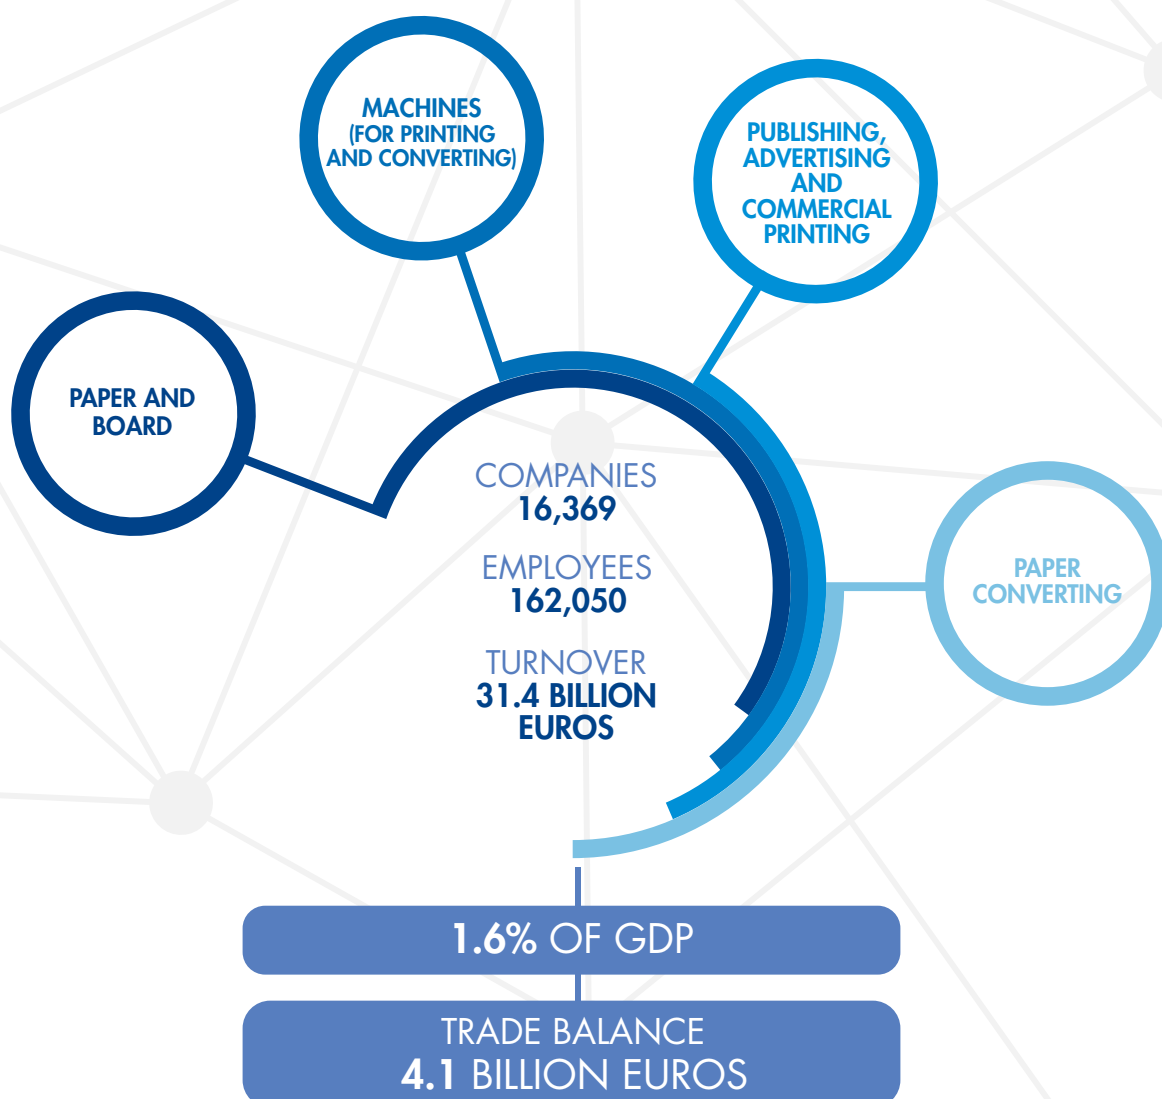 MACHINES
(FOR PRINTING
AND CONVERTING)
PUBLISHING,
ADVERTISING
AND
COMMERCIAL
PRINTING
PAPER AND
BOARD
COMPANIES
16,369
EMPLOYEES
162,050
TURNOVER
31.4 BILLION
EUROS
PAPER
CONVERTING
1.6% OF GDP
TRADE BALANCE
4.1 BILLION EUROS